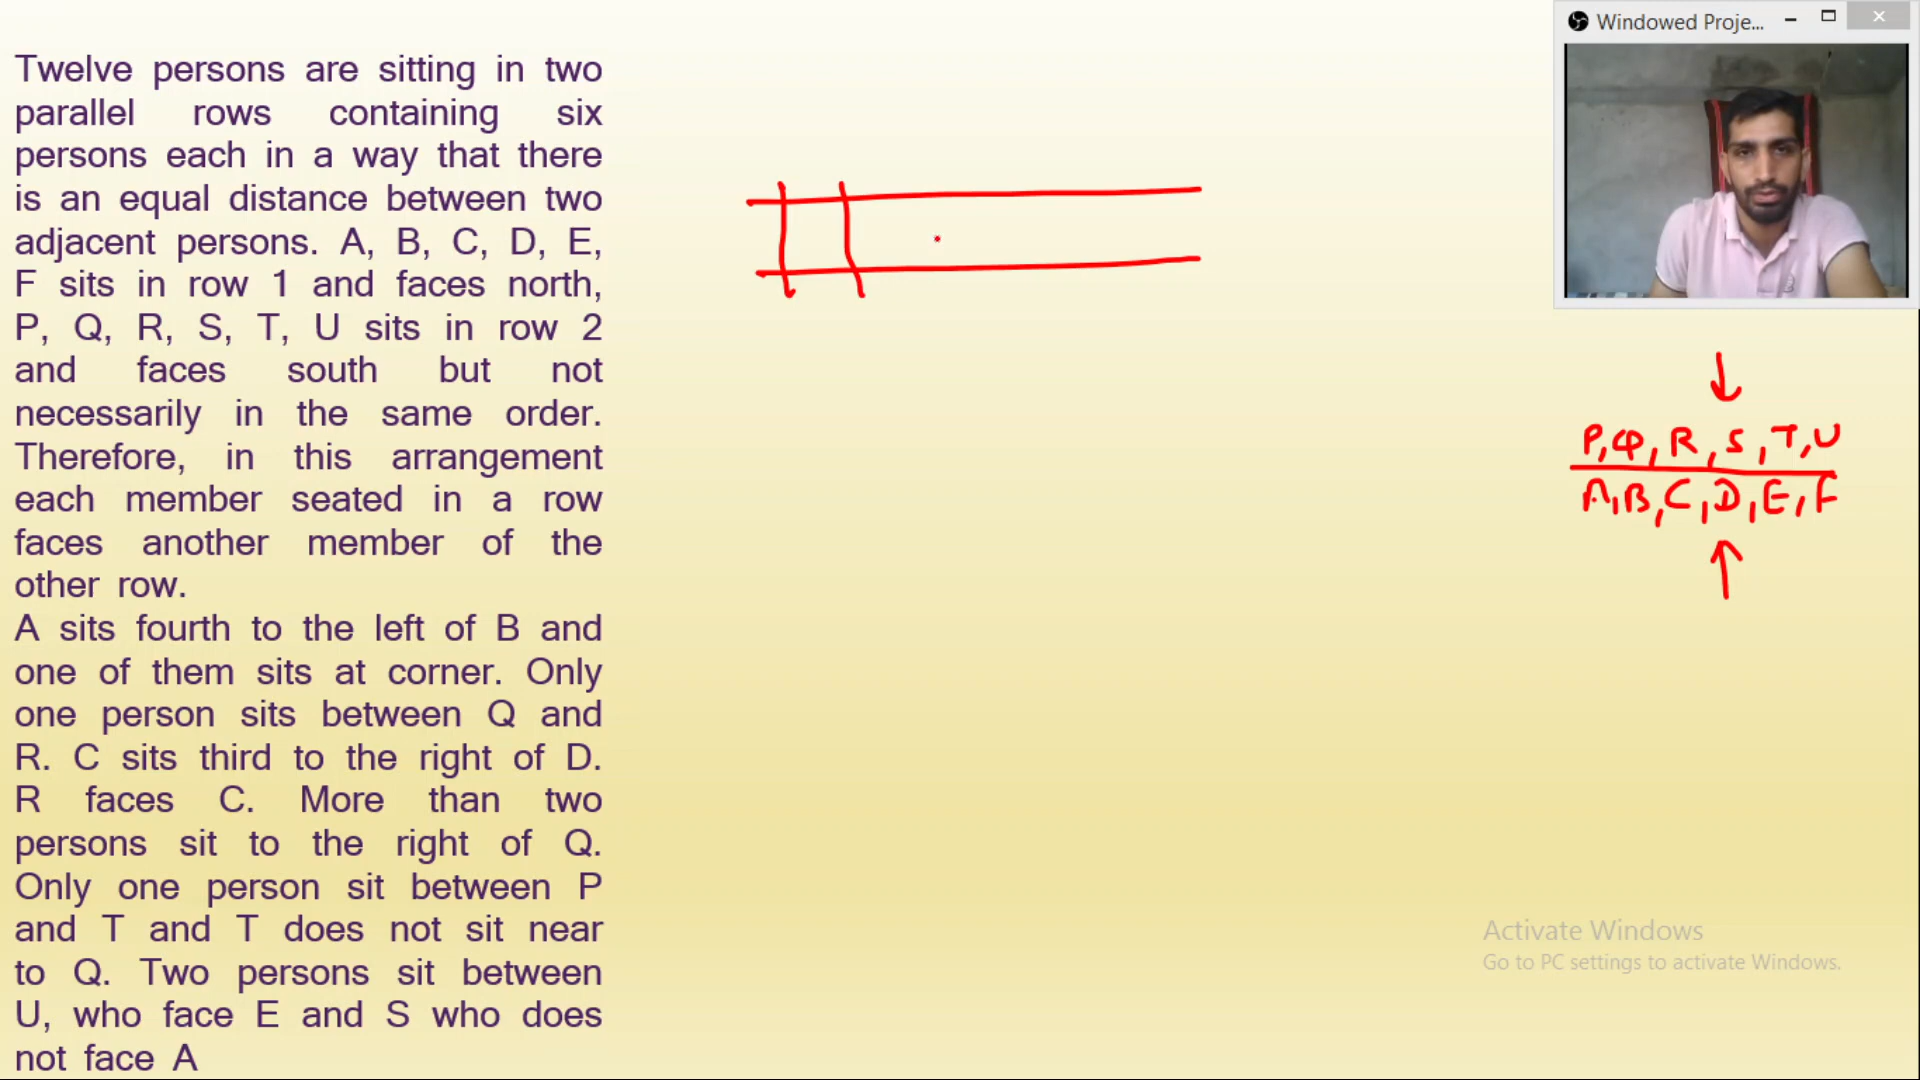 Twelve persons are sitting in two
parallel rows containing six
persons each in a way that there
is an equal distance between two
adjacent persons. A, B, C, D, E,
F sits in row 1 and faces north,
P, Q, R, S, T, U sits in row 2
and faces south but not
necessarily in the same order.
Therefore, in this arrangement
each member seated in a row
faces another member of the
other row.
A sits fourth to the left of B and
one of them sits at corner. Only
one person sits between Q and
R. C sits third to the right of D.
R faces C. More than two
persons sit to the right of Q.
Only one person sit between P
and T and T does not sit near
to Q. Two persons sit between
U, who face E and S who does
not face A
Windowed Proje...
P, Q, R, S, T, U
A, B, C, D, E, F
Activate Windows
Go to PC settings to activate Windows.